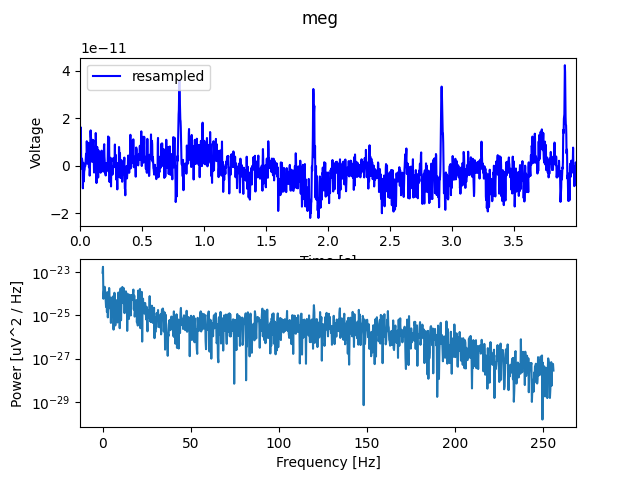 meg
1e−11
resampled
Voltage
4
2
0
−2
0.0 0.5 1.0 1.5 2.0 2.5 3.0 3.5
Time [s]
Power [uV^2 / Hz]
10−23
10−25
10−27
10−29
0 50 100 150 200 250
Frequency [Hz]